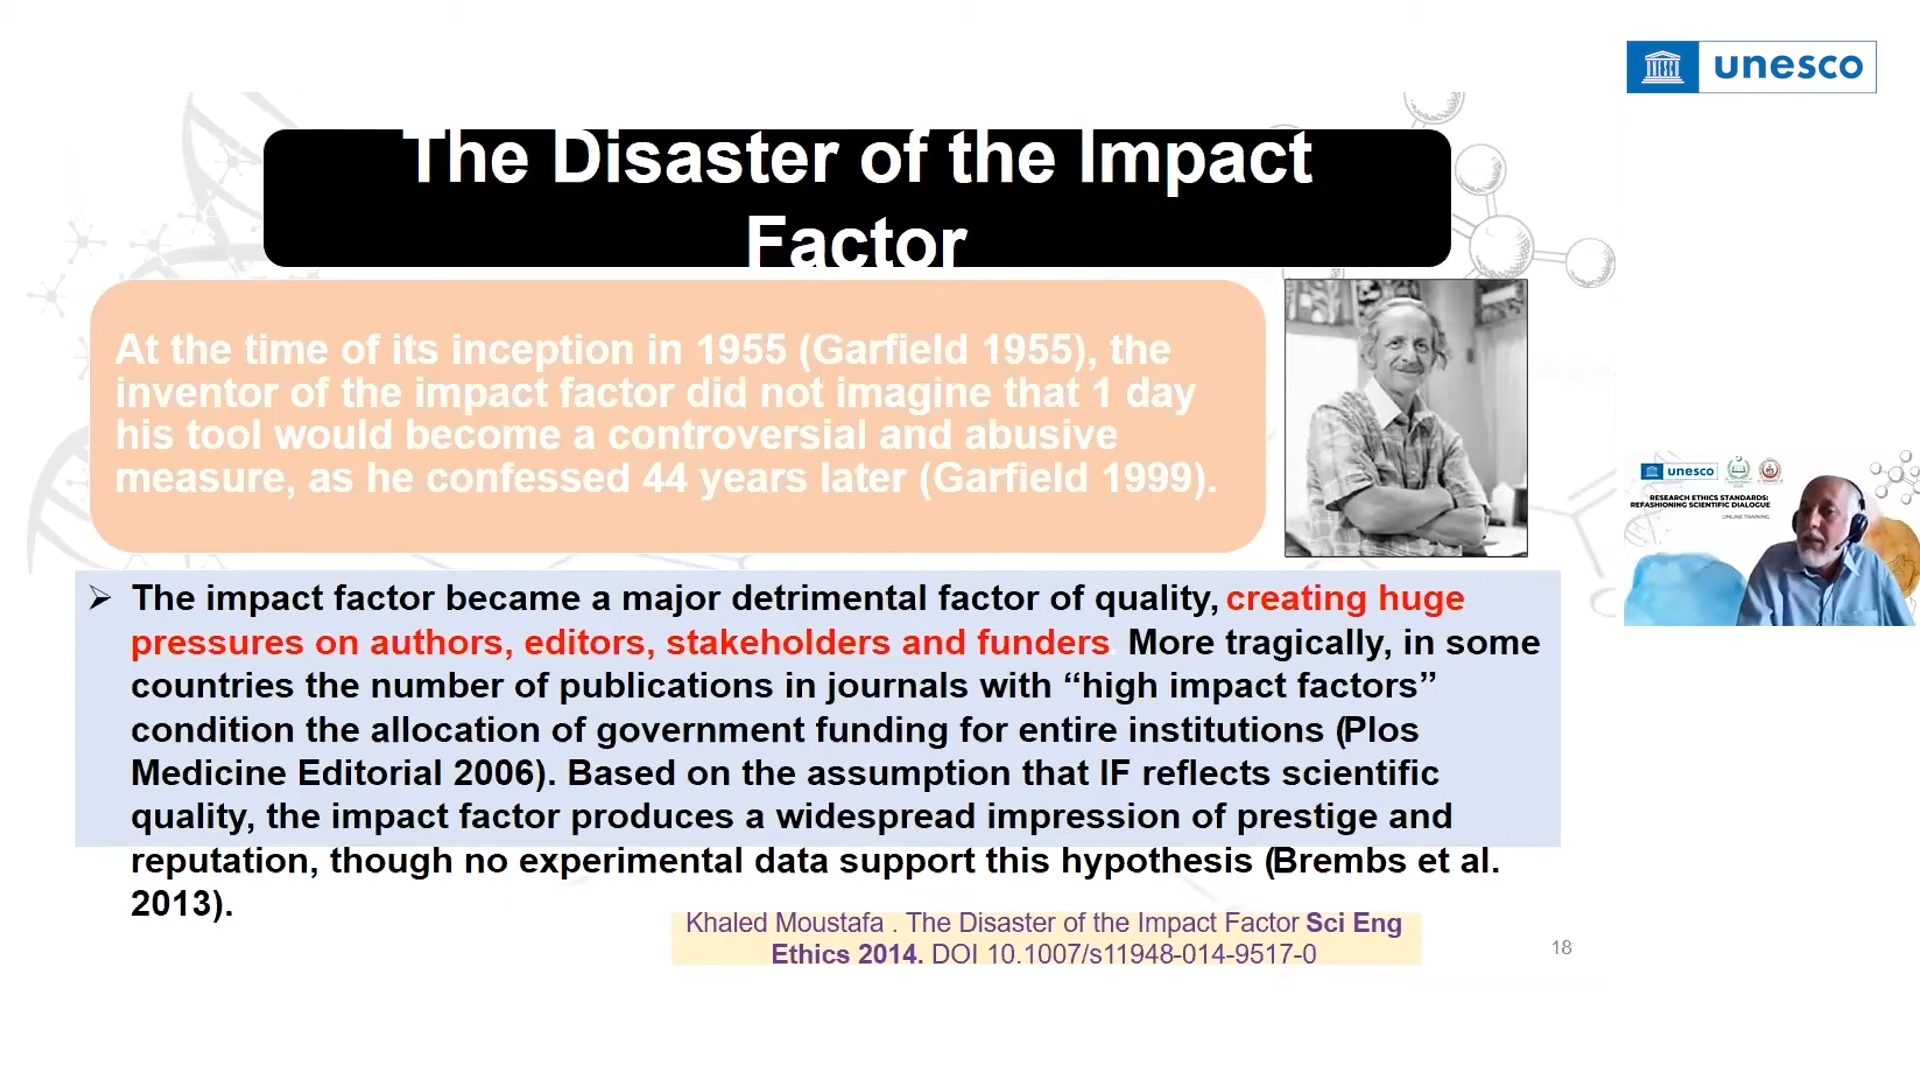 unesco
The Disaster of the Impact
Factor
At the time of its inception in 1955 (Garfield 1955), the
inventor of the impact factor did not imagine that 1 day
his tool would become a controversial and abusive
measure, as he confessed 44 years later (Garfield 1999).
➢ The impact factor became a major detrimental factor of quality, creating huge
pressures on authors, editors, stakeholders and funders. More tragically, in some
countries the number of publications in journals with “high impact factors”
condition the allocation of government funding for entire institutions (Plos
Medicine Editorial 2006). Based on the assumption that IF reflects scientific
quality, the impact factor produces a widespread impression of prestige and
reputation, though no experimental data support this hypothesis (Brembs et al.
2013).
Khaled Moustafa . The Disaster of the Impact Factor Sci Eng
Ethics 2014. DOI 10.1007/s11948-014-9517-0
18
unesco
RESEARCH ETHICS STANDARDS:
REFASHIONING SCIENTIFIC DIALOGUE
ONLINE TRAINING